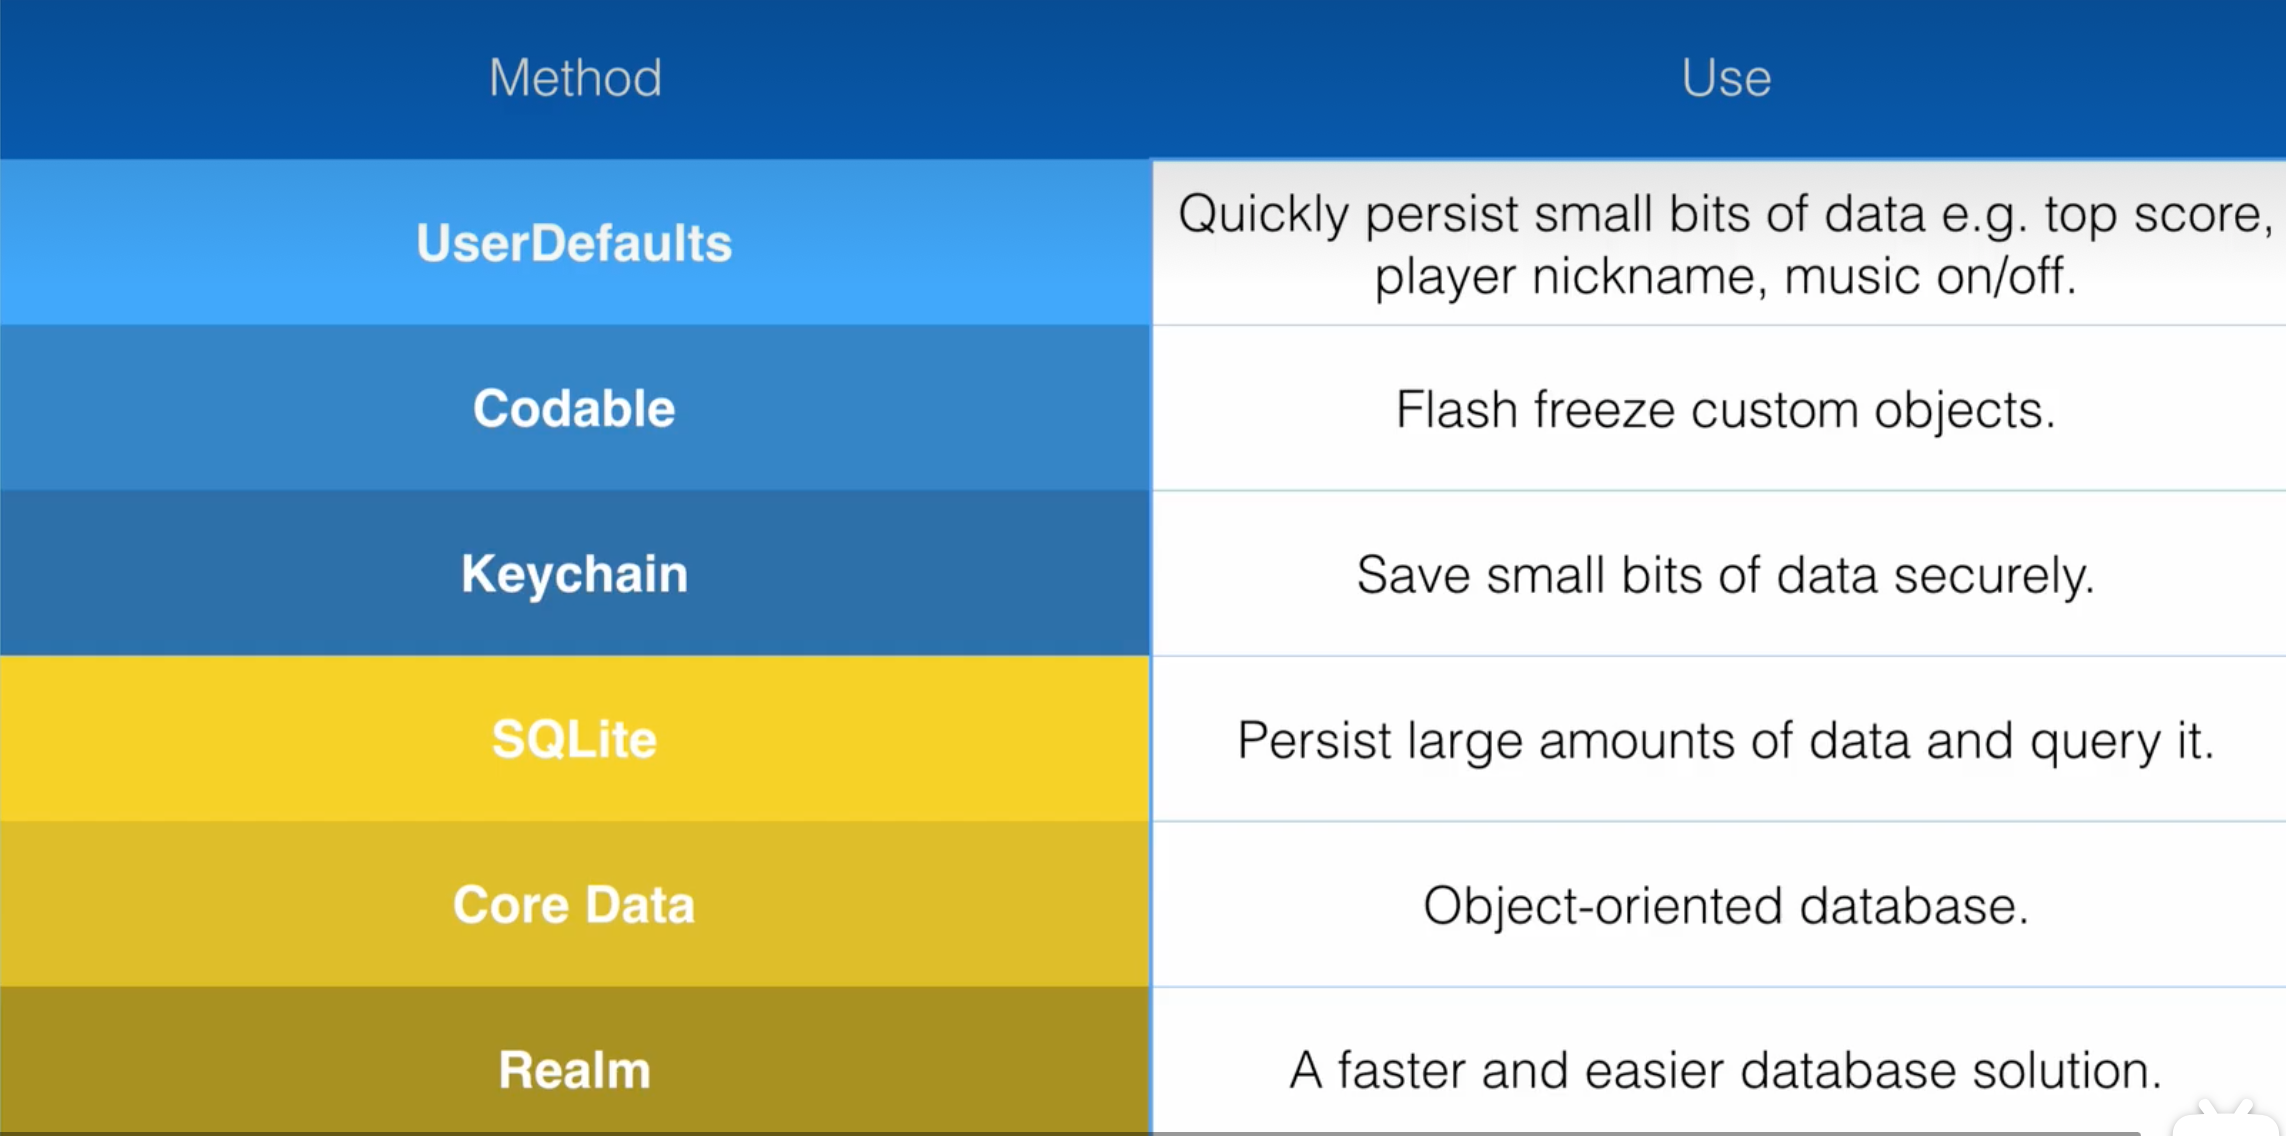 Method
Use
UserDefaults
Quickly persist small bits of data e.g. top score,
player nickname, music on/off.
Codable
Flash freeze custom objects.
Keychain
Save small bits of data securely.
SQLite
Persist large amounts of data and query it.
Core Data
Object-oriented database.
Realm
A faster and easier database solution.